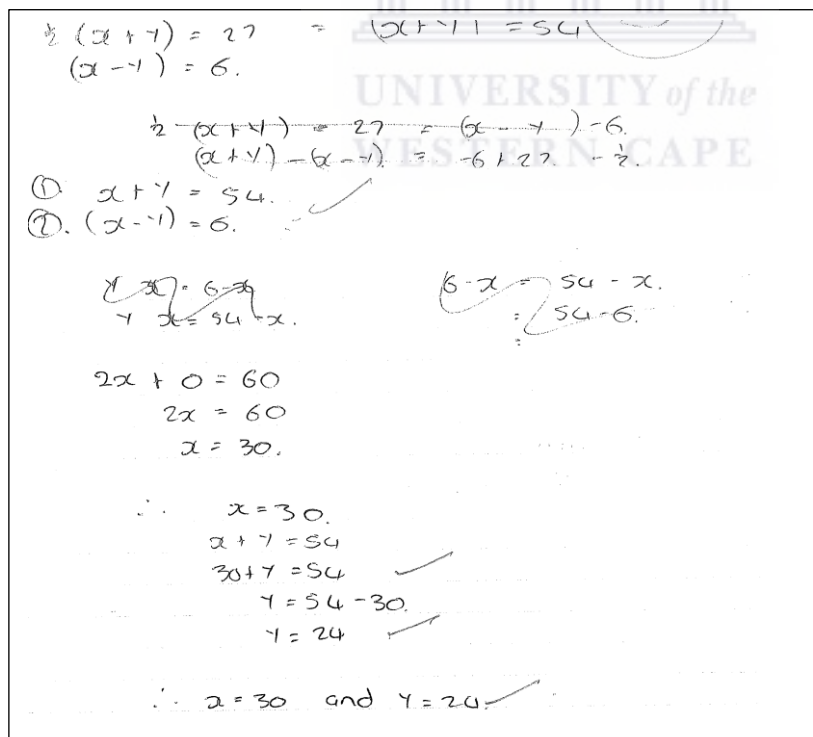 ½ (x + y) = 27 = (x + y) = 54
(x - y) = 6.
UNIVERSITY of the
WESTERN CAPE
½ (x + y) = 27 = (x - y) - 6.
(x + y) - (x - y) = -6 + 27 - ½.
① x + y = 54.
②. (x - y) = 6.
6 - x
y x = 54 - x.
6 - x = 54 - x.
= 54 - 6.
=
2x + 0 = 60
2x = 60
x = 30.
∴ x = 30.
x + y = 54
30 + y = 54
y = 54 - 30.
y = 24
∴ x = 30 and y = 24.